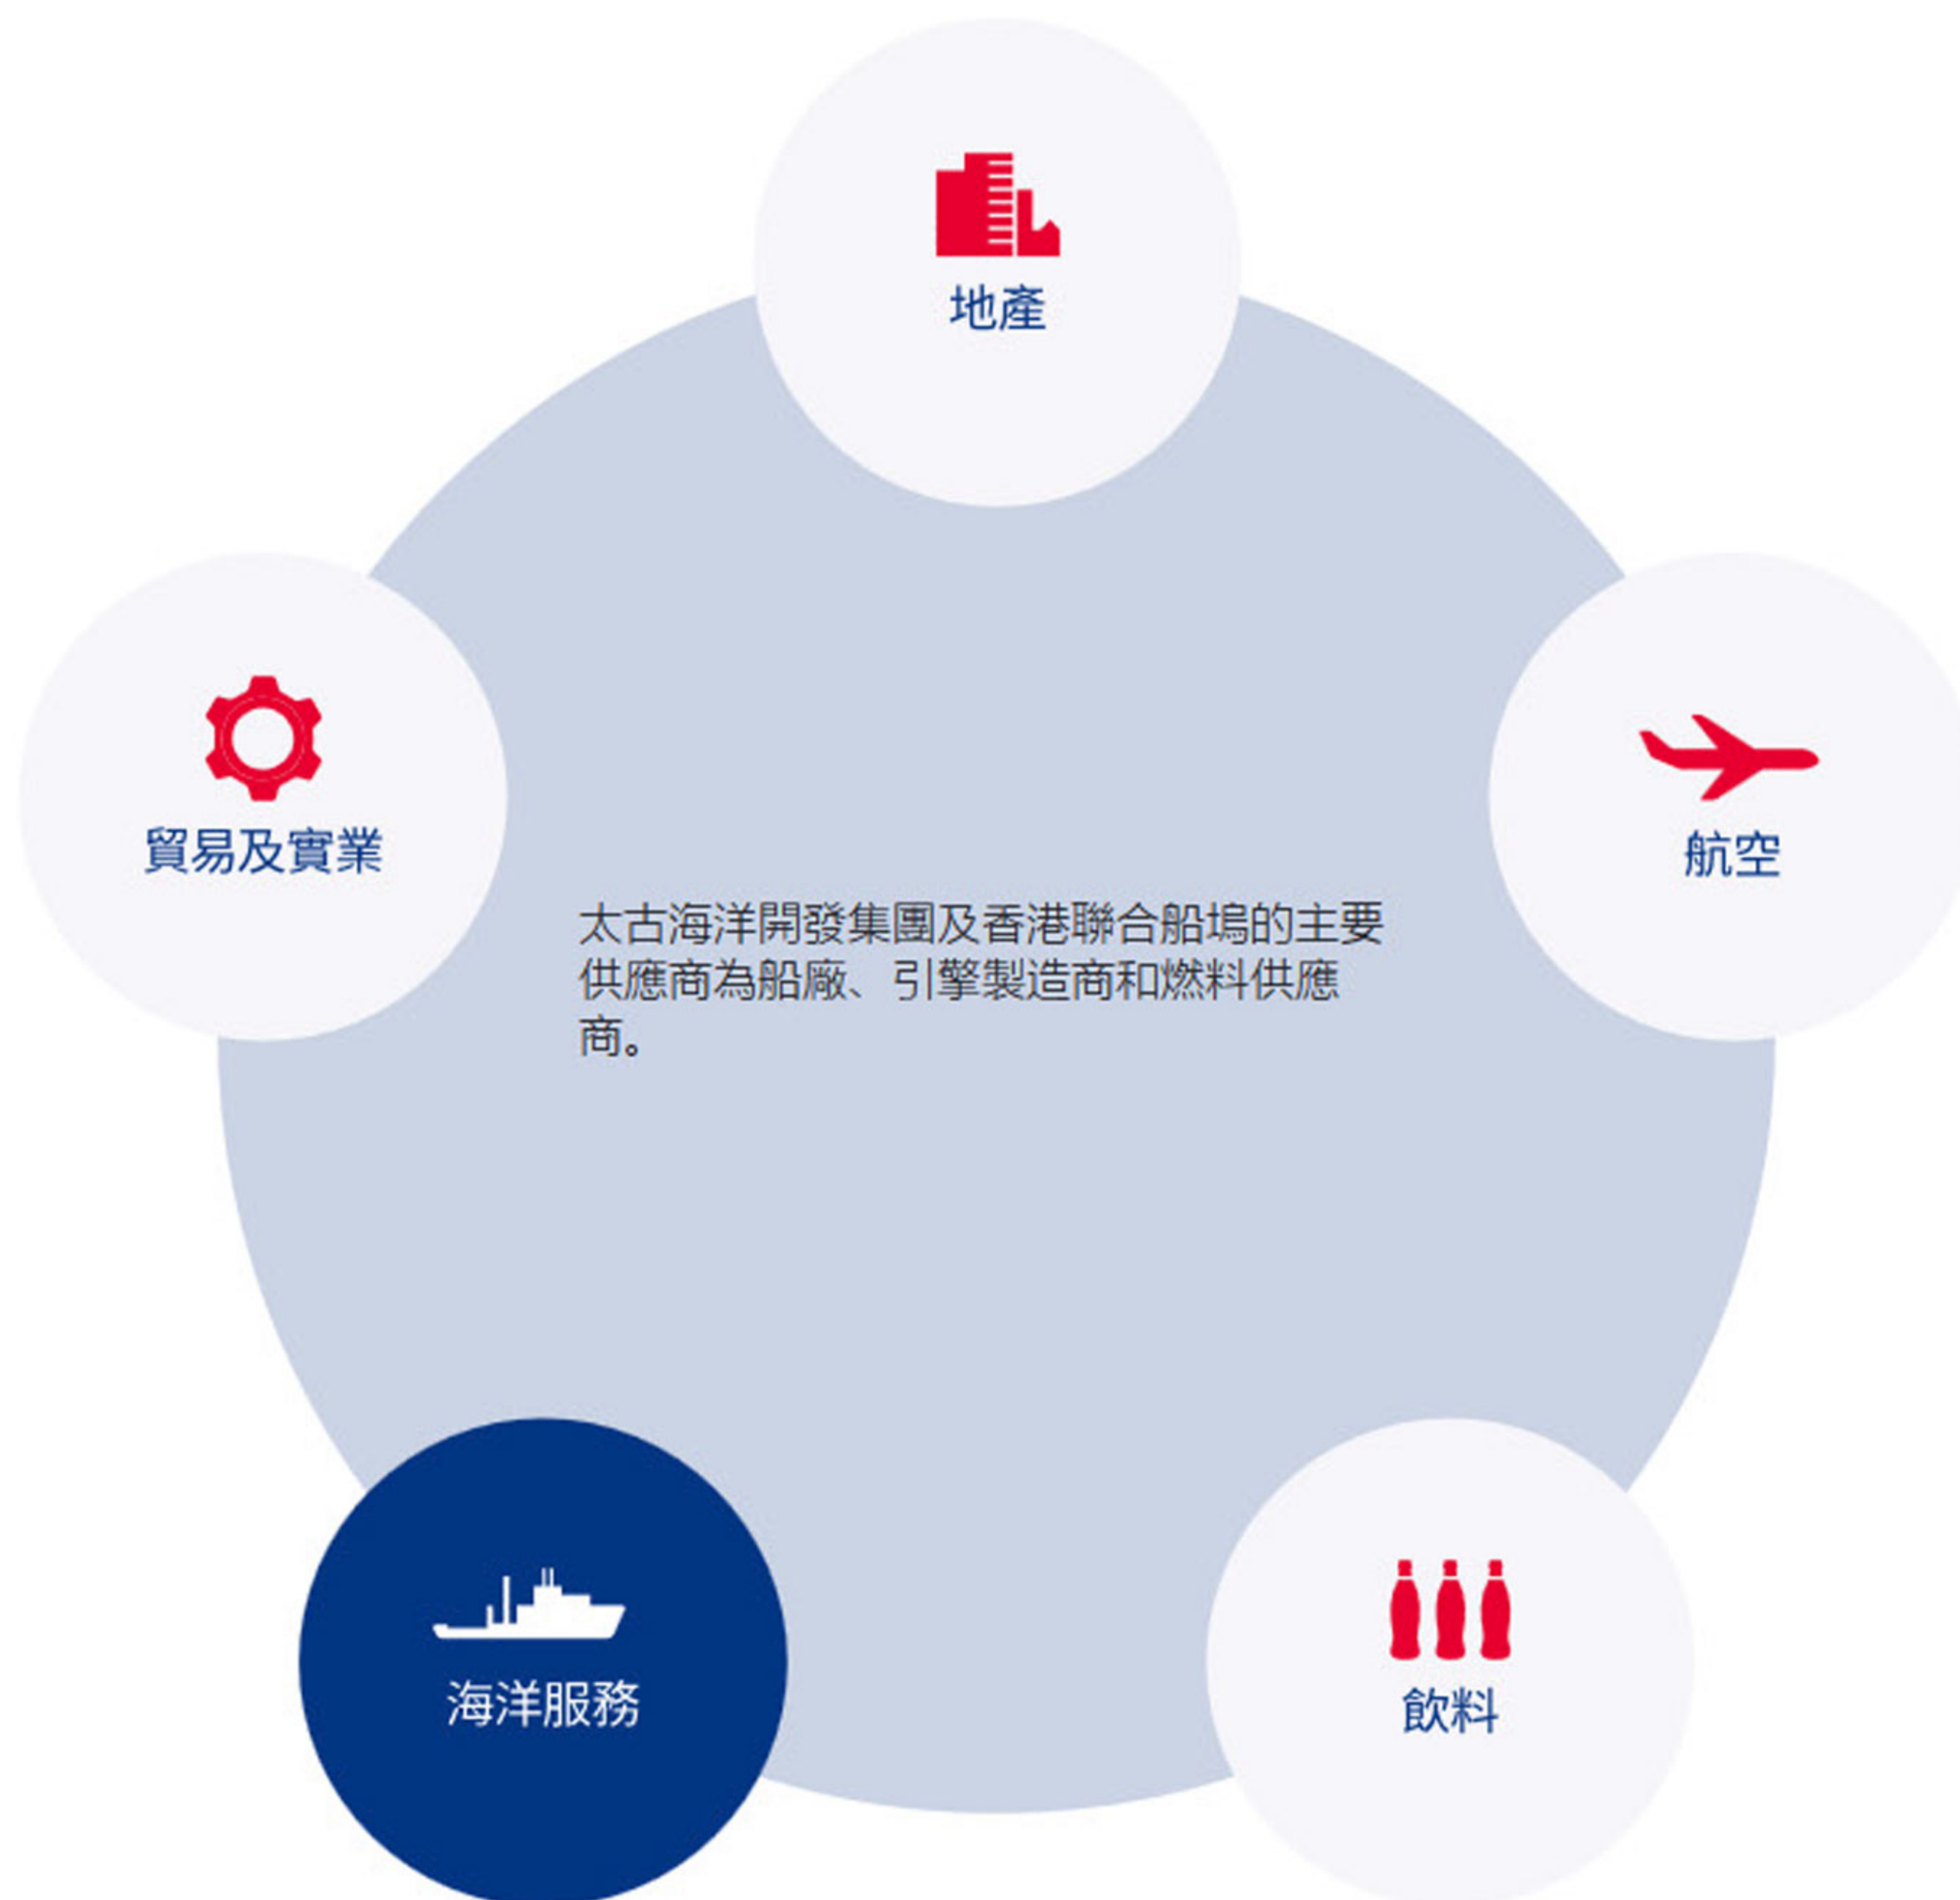 地產
貿易及實業
航空
太古海洋開發集團及香港聯合船塢的主要
供應商為船廠、引擎製造商和燃料供應
商。
海洋服務
飲料